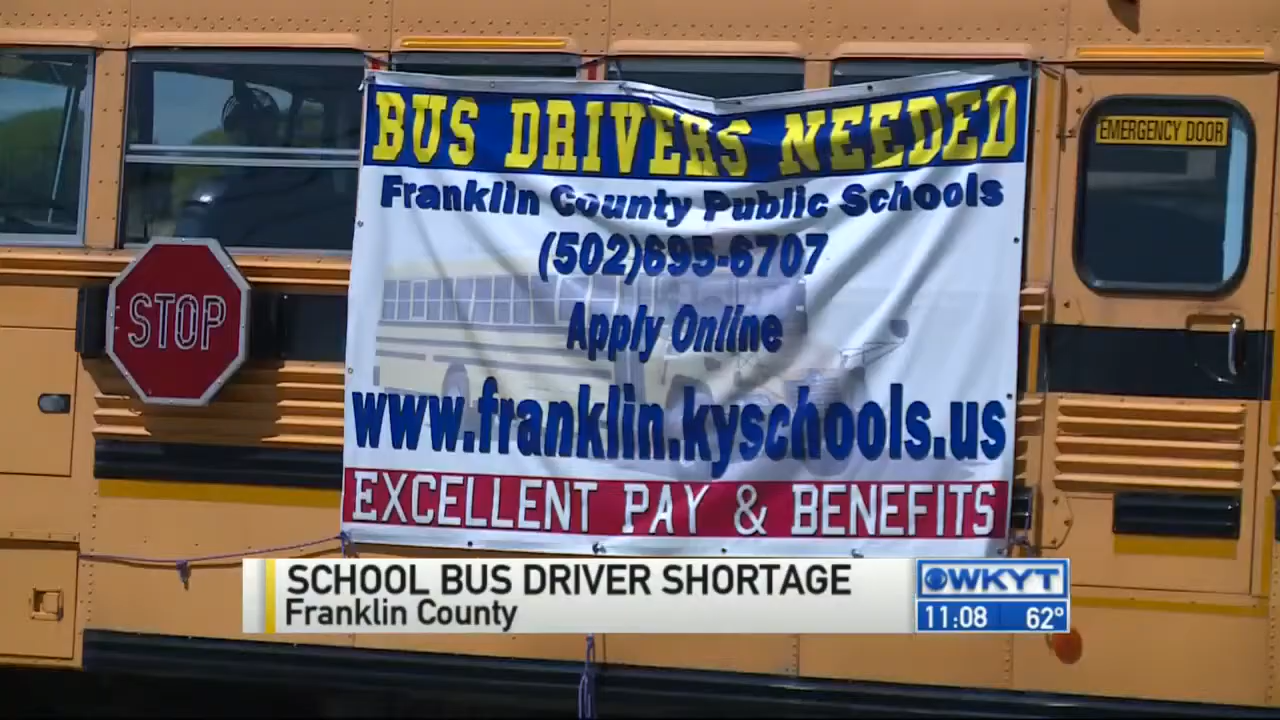 BUS DRIVERS NEEDED
EMERGENCY DOOR
Franklin County Public Schools
(502)695-6707
STOP
Apply Online
www.franklin.kyschools.us
EXCELLENT PAY & BENEFITS
SCHOOL BUS DRIVER SHORTAGE
Franklin County
WKYT
11:08 62°